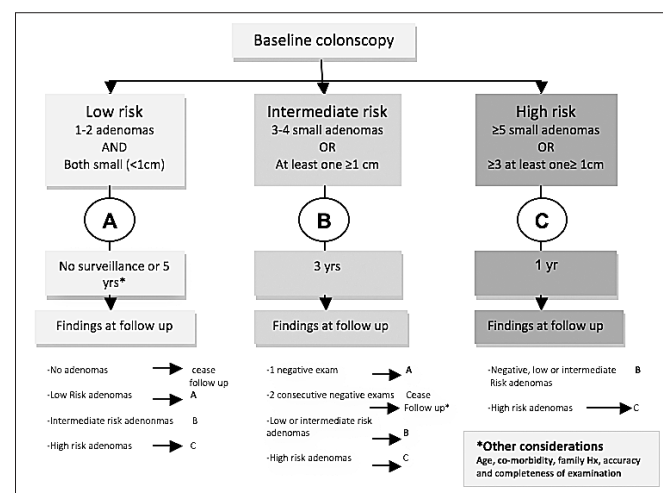 Baseline colonscopy
Low risk
1-2 adenomas
AND
Both small (<1cm)
Intermediate risk
3-4 small adenomas
OR
At least one ≥1 cm
High risk
≥5 small adenomas
OR
≥3 at least one≥ 1cm
A
B
C
No surveillance or 5
yrs*
3 yrs
1 yr
Findings at follow up
Findings at follow up
Findings at follow up
-No adenomas cease
follow up
-Low Risk adenomas A
-Intermediate risk adenonmas B
-High risk adenomas C
-1 negative exam A
-2 consecutive negative exams Cease
Follow up*
-Low or intermediate risk
adenomas B
-High risk adenomas C
-Negative, low or intermediate B
Risk adenomas
-High risk adenomas C
*Other considerations
Age, co-morbidity, family Hx, accuracy
and completeness of examination